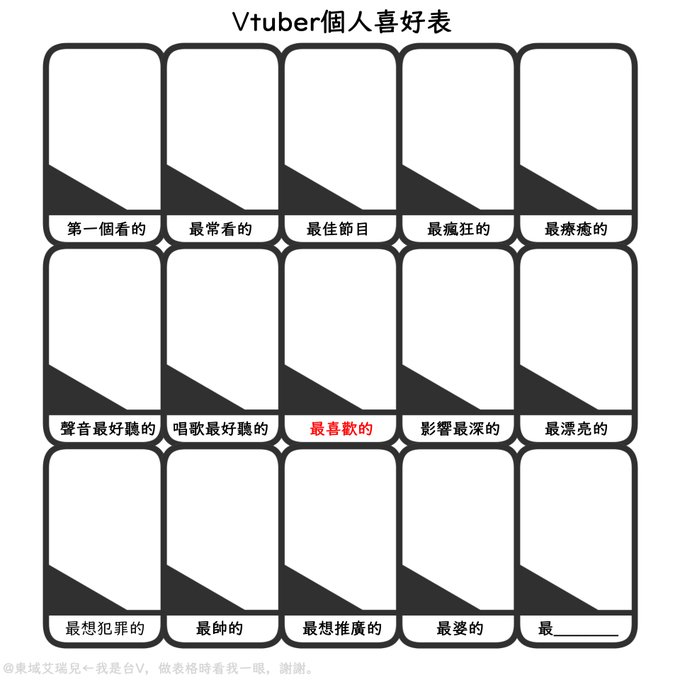 Vtuber個人喜好表
第一個看的
最常看的
最佳節目
最瘋狂的
最療癒的
聲音最好聽的
唱歌最好聽的
最喜歡的
影響最深的
最漂亮的
最想犯罪的
最帥的
最想推廣的
最婆的
最________
@東域艾瑞兒←我是台V，做表格時看我一眼，謝謝。